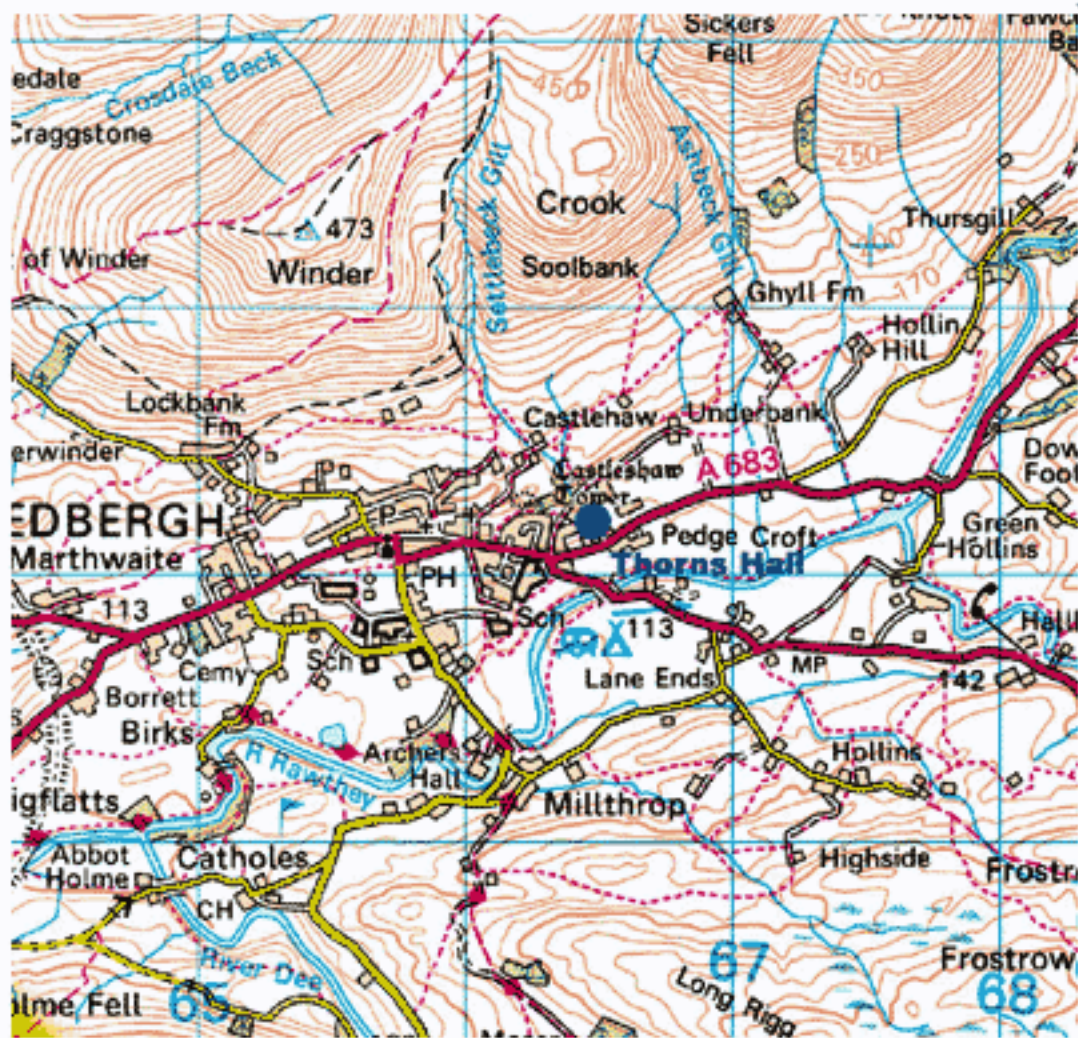 Sickers
Fell
edale
Crosdale Beck
Craggstone
450
350
250
Settlebeck Gill
Ashbeck Gill
Crook
473
Thursgill
of Winder
Winder
Soolbank
170
Ghyll Fm
Hollin
Hill
Lockbank
Fm
Castlehaw
Underbank
erwinder
Castleshaw
Tower
A 683
Dow
Foot
EDBERGH
P
Pedge Croft
Green
Hollins
Marthwaite
Thorns Hall
PH
113
Sch
113
Sch
Cemy
Lane Ends
MP
142
Borrett
Birks
Archers
Hall
Hollins
R Rawthey
igflatts
Millthrop
Abbot
Holme
Catholes
Highside
Frostr
CH
River Dee
67
Frostrow
olme Fell
65
Long Rigg
68